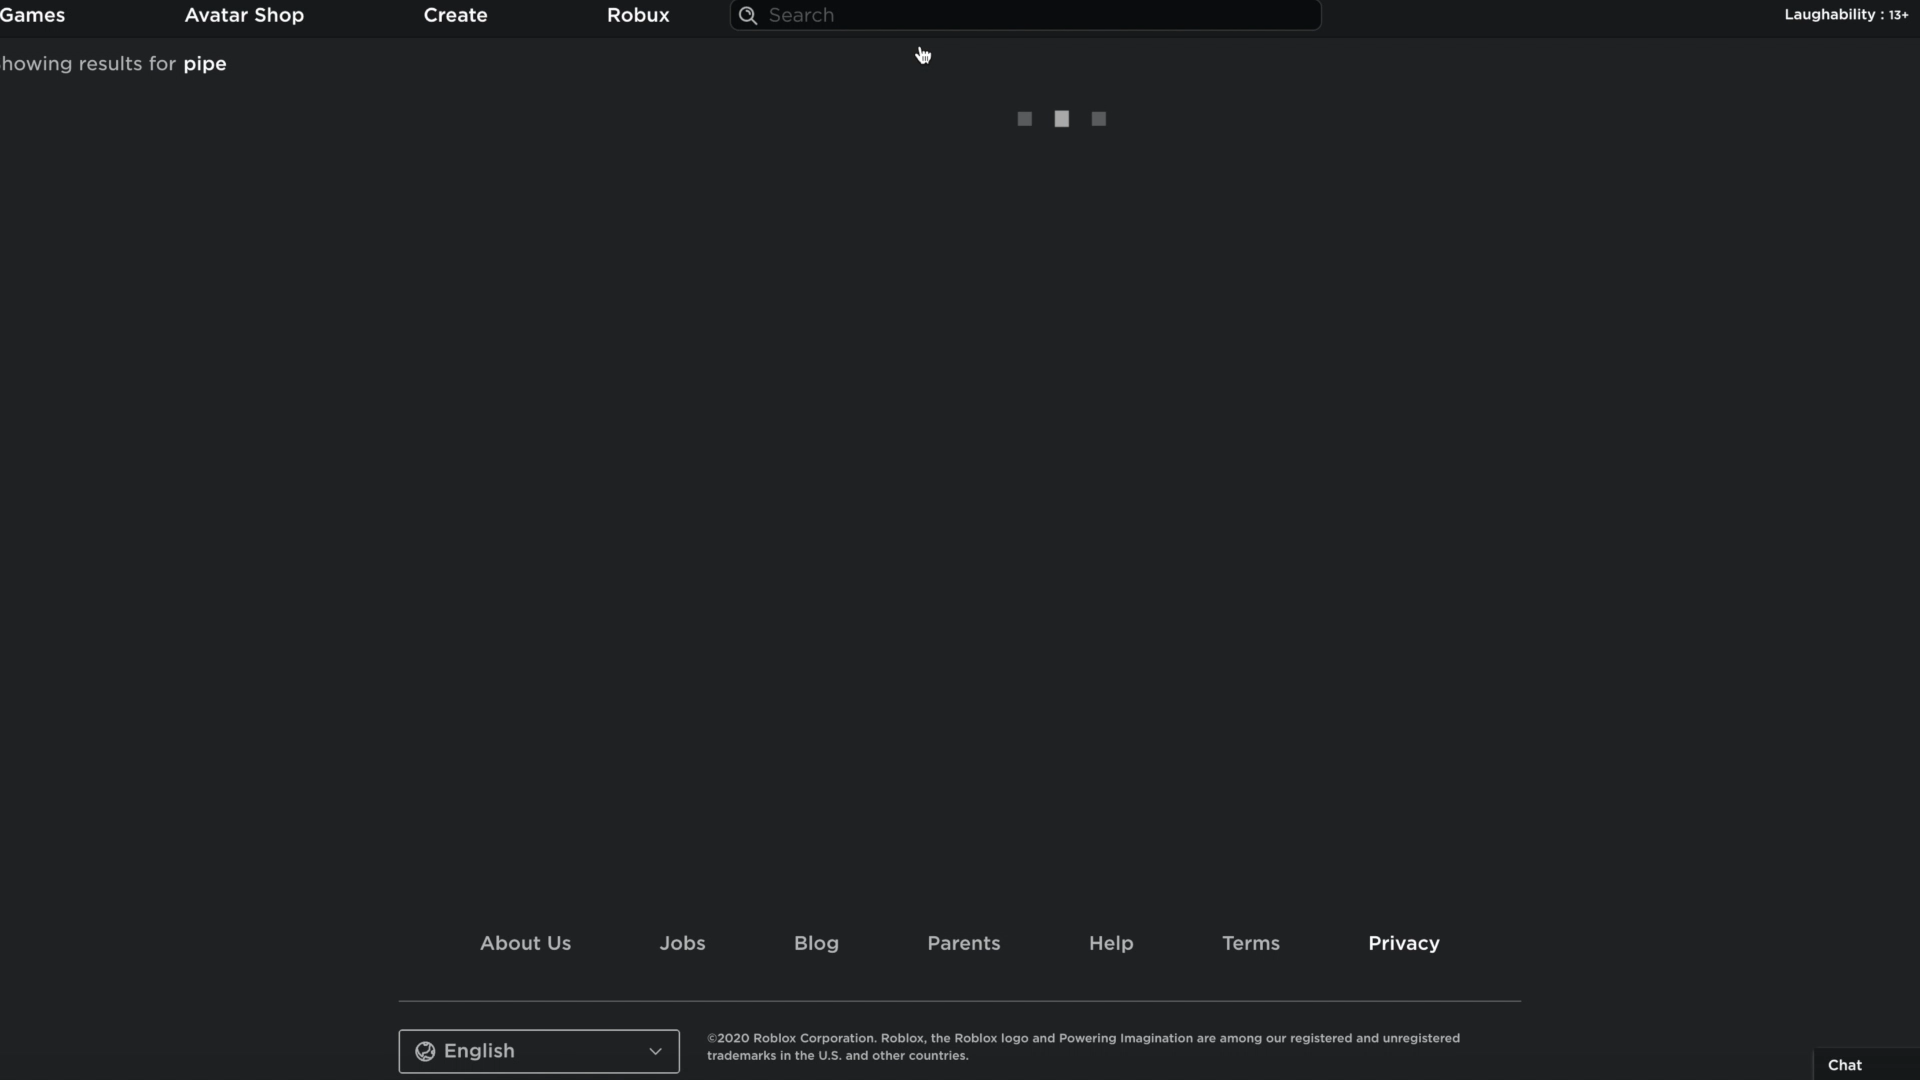 Games
Avatar Shop
Create
Robux
Search
Laughability : 13+
howing results for pipe
About Us
Jobs
Blog
Parents
Help
Terms
Privacy
English
©2020 Roblox Corporation. Roblox, the Roblox logo and Powering Imagination are among our registered and unregistered
trademarks in the U.S. and other countries.
Chat